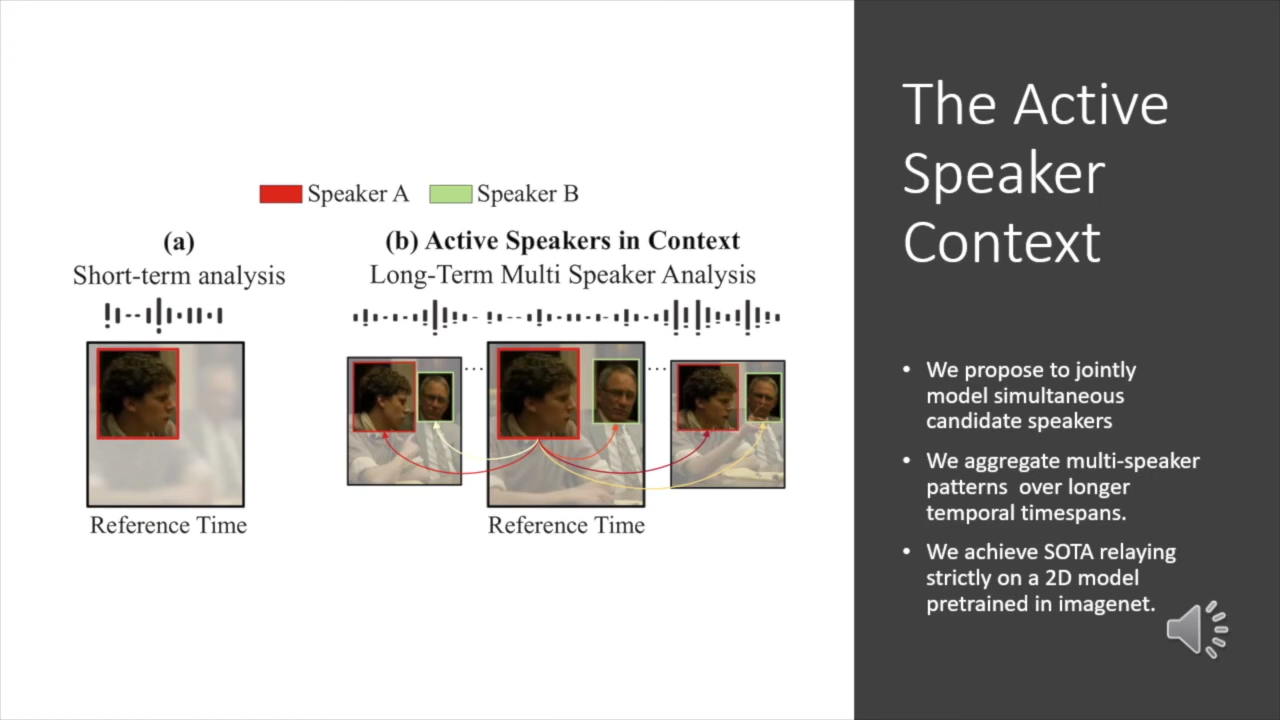 Speaker A
Speaker B
(a)
Short-term analysis
Reference Time
(b) Active Speakers in Context
Long-Term Multi Speaker Analysis
...
...
Reference Time
The Active
Speaker
Context
• We propose to jointly
model simultaneous
candidate speakers
• We aggregate multi-speaker
patterns over longer
temporal timespans.
• We achieve SOTA relaying
strictly on a 2D model
pretrained in imagenet.